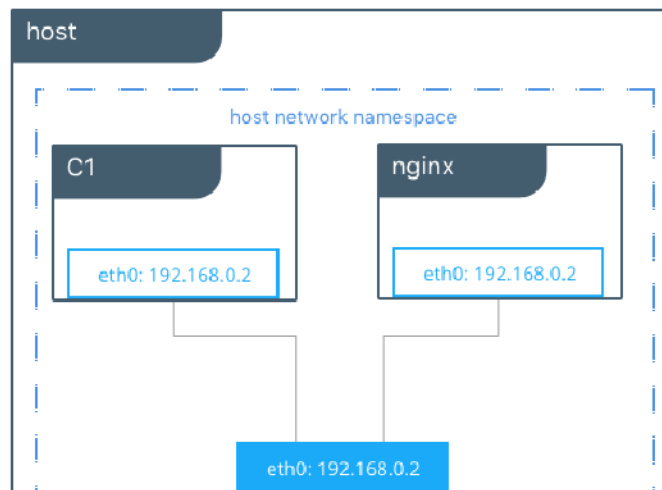 host
host network namespace
C1
nginx
eth0: 192.168.0.2
eth0: 192.168.0.2
eth0: 192.168.0.2